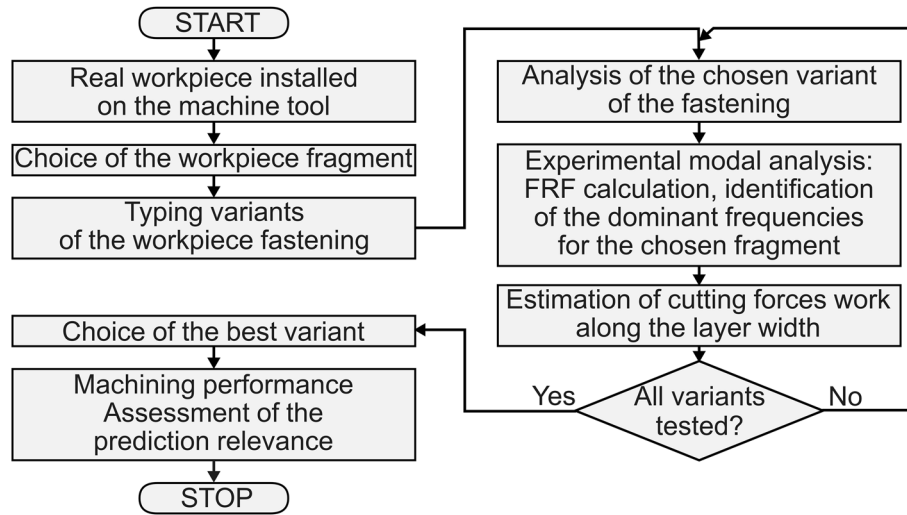 START
Real workpiece installed
on the machine tool
Choice of the workpiece fragment
Typing variants
of the workpiece fastening
Analysis of the chosen variant
of the fastening
Experimental modal analysis:
FRF calculation, identification
of the dominant frequencies
for the chosen fragment
Estimation of cutting forces work
along the layer width
All variants
tested?
Yes
No
Choice of the best variant
Machining performance
Assessment of the
prediction relevance
STOP